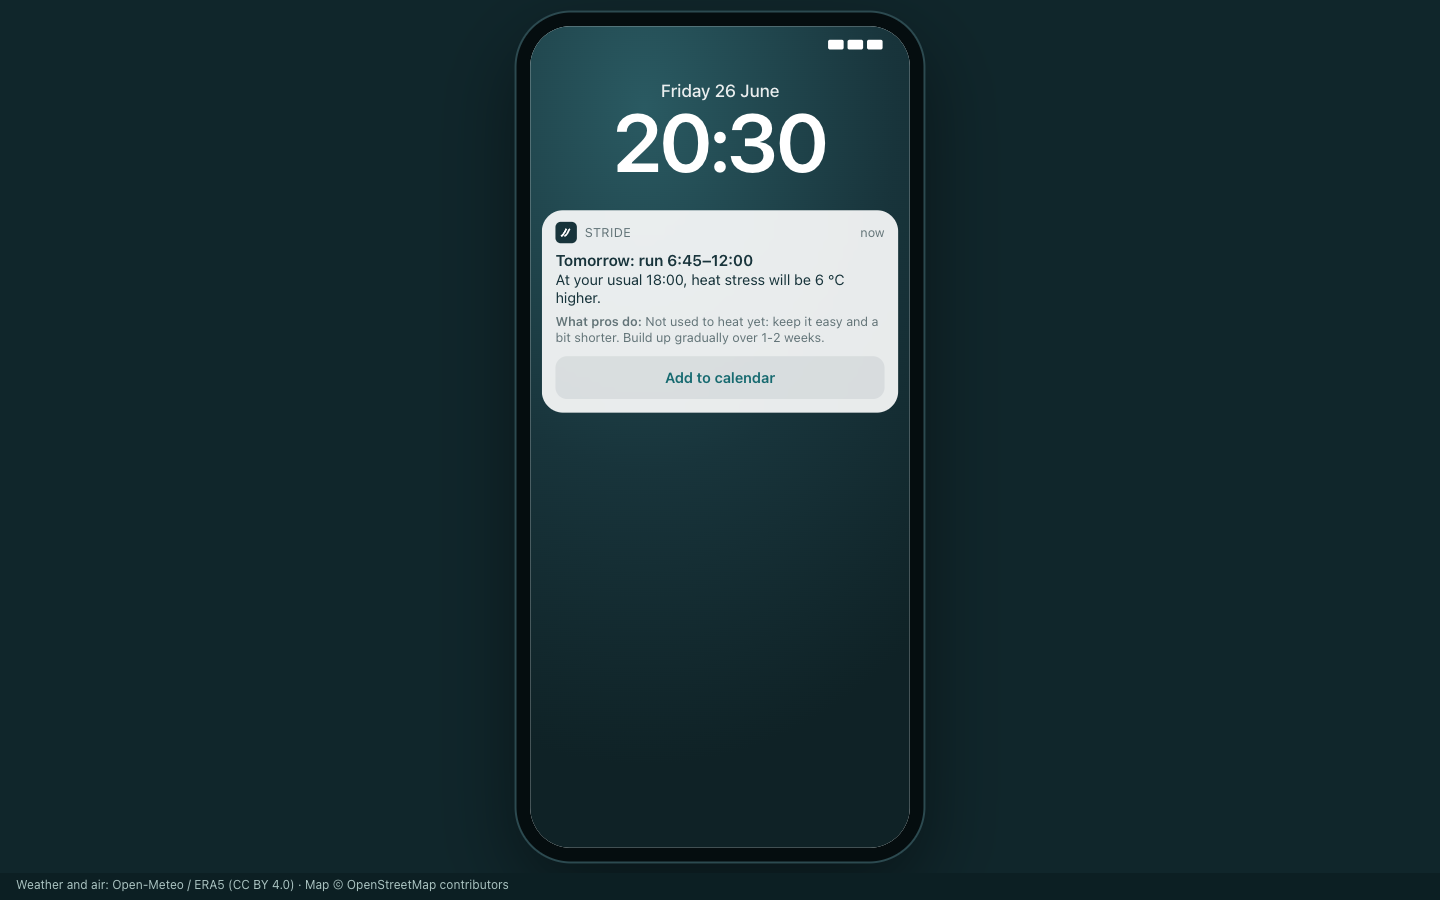 Friday 26 June
20:30
STRIDE
now
Tomorrow: run 6:45–12:00
At your usual 18:00, heat stress will be 6 °C
higher.
What pros do: Not used to heat yet: keep it easy and a
bit shorter. Build up gradually over 1-2 weeks.
Add to calendar
Weather and air: Open-Meteo / ERA5 (CC BY 4.0) · Map © OpenStreetMap contributors